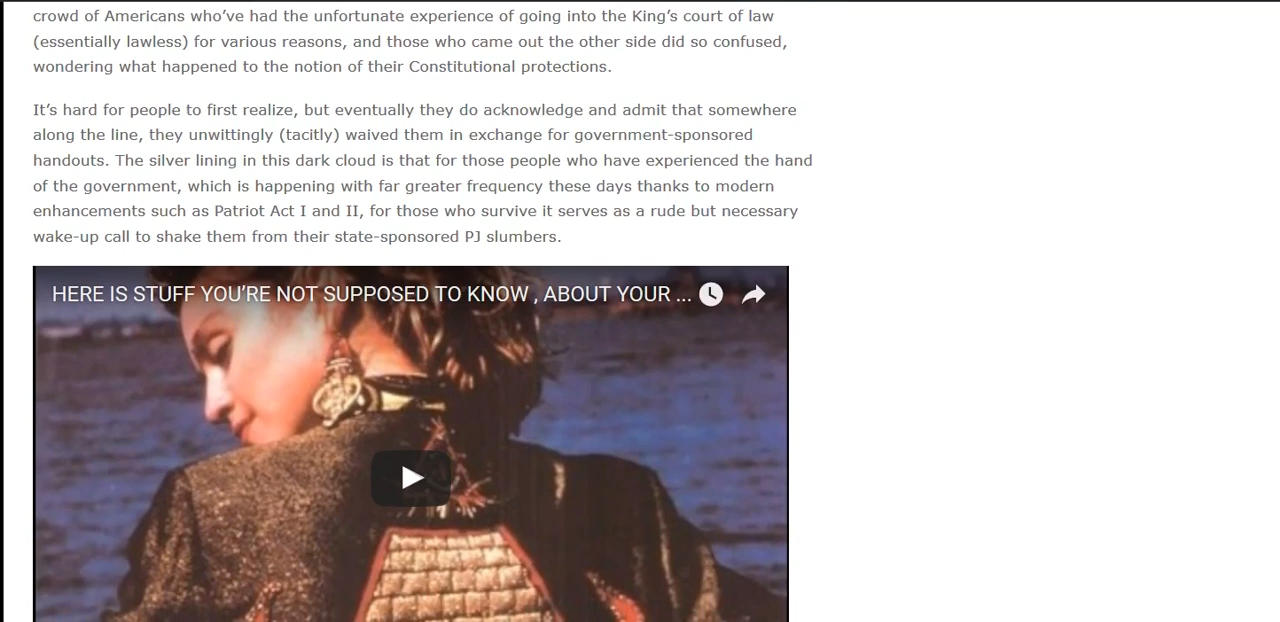 crowd of Americans who’ve had the unfortunate experience of going into the King’s court of law
(essentially lawless) for various reasons, and those who came out the other side did so confused,
wondering what happened to the notion of their Constitutional protections.
It’s hard for people to first realize, but eventually they do acknowledge and admit that somewhere
along the line, they unwittingly (tacitly) waived them in exchange for government-sponsored
handouts. The silver lining in this dark cloud is that for those people who have experienced the hand
of the government, which is happening with far greater frequency these days thanks to modern
enhancements such as Patriot Act I and II, for those who survive it serves as a rude but necessary
wake-up call to shake them from their state-sponsored PJ slumbers.
HERE IS STUFF YOU’RE NOT SUPPOSED TO KNOW , ABOUT YOUR ...